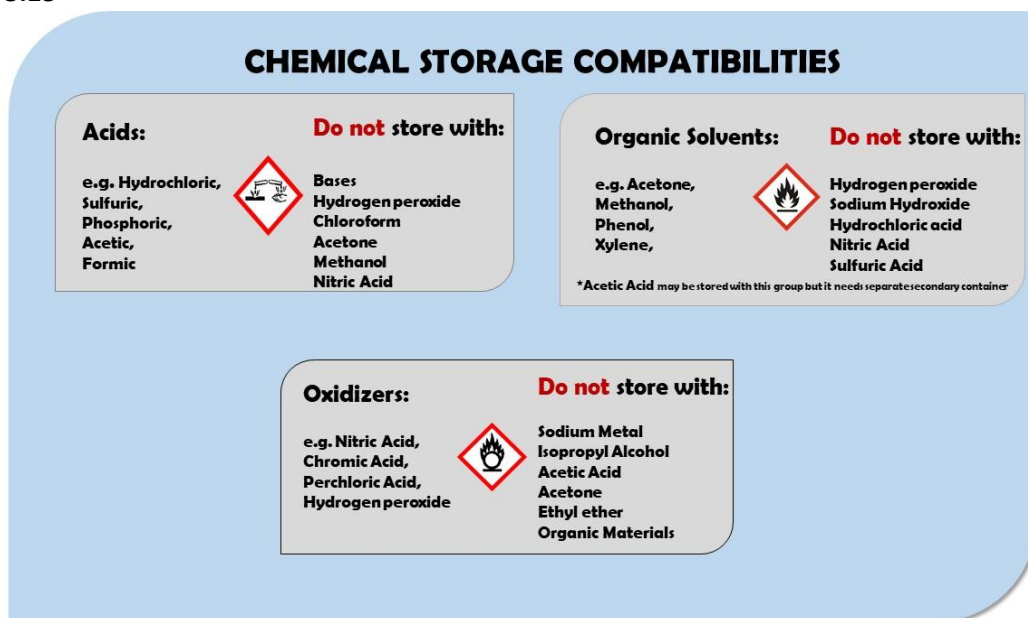 CHEMICAL STORAGE COMPATIBILITIES
Acids:
e.g. Hydrochloric,
Sulfuric,
Phosphoric,
Acetic,
Formic
Do not store with:
Bases
Hydrogen peroxide
Chloroform
Acetone
Methanol
Nitric Acid
Organic Solvents:
e.g. Acetone,
Methanol,
Phenol,
Xylene,
Do not store with:
Hydrogen peroxide
Sodium Hydroxide
Hydrochloric acid
Nitric Acid
Sulfuric Acid
*Acetic Acid may be stored with this group but it needs separate secondary container
Oxidizers:
e.g. Nitric Acid,
Chromic Acid,
Perchloric Acid,
Hydrogen peroxide
Do not store with:
Sodium Metal
Isopropyl Alcohol
Acetic Acid
Acetone
Ethyl ether
Organic Materials